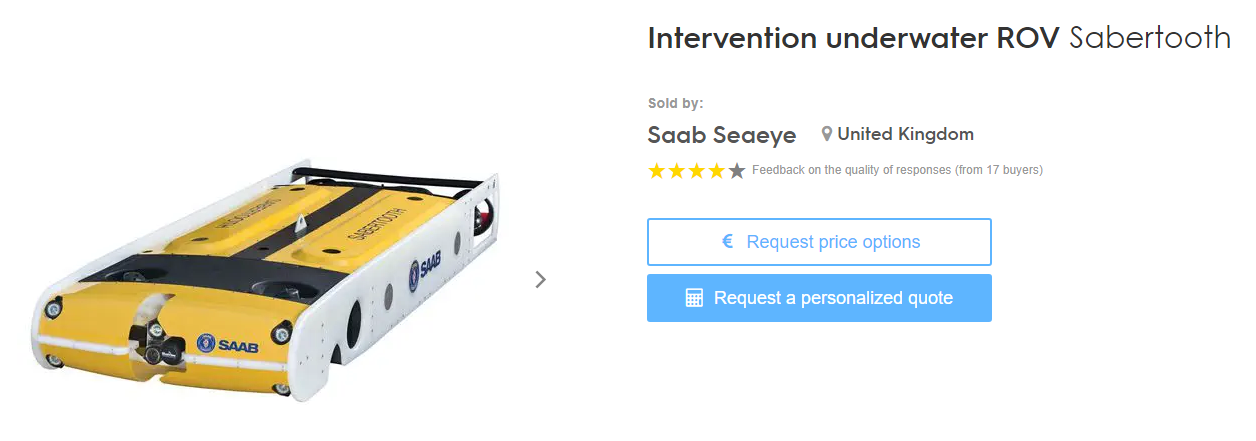 Intervention underwater ROV Sabertooth
Sold by:
Saab Seaeye United Kingdom
Feedback on the quality of responses (from 17 buyers)
€ Request price options
Request a personalized quote
SABERTOOTH
SABERTOOTH
SAAB
SAAB